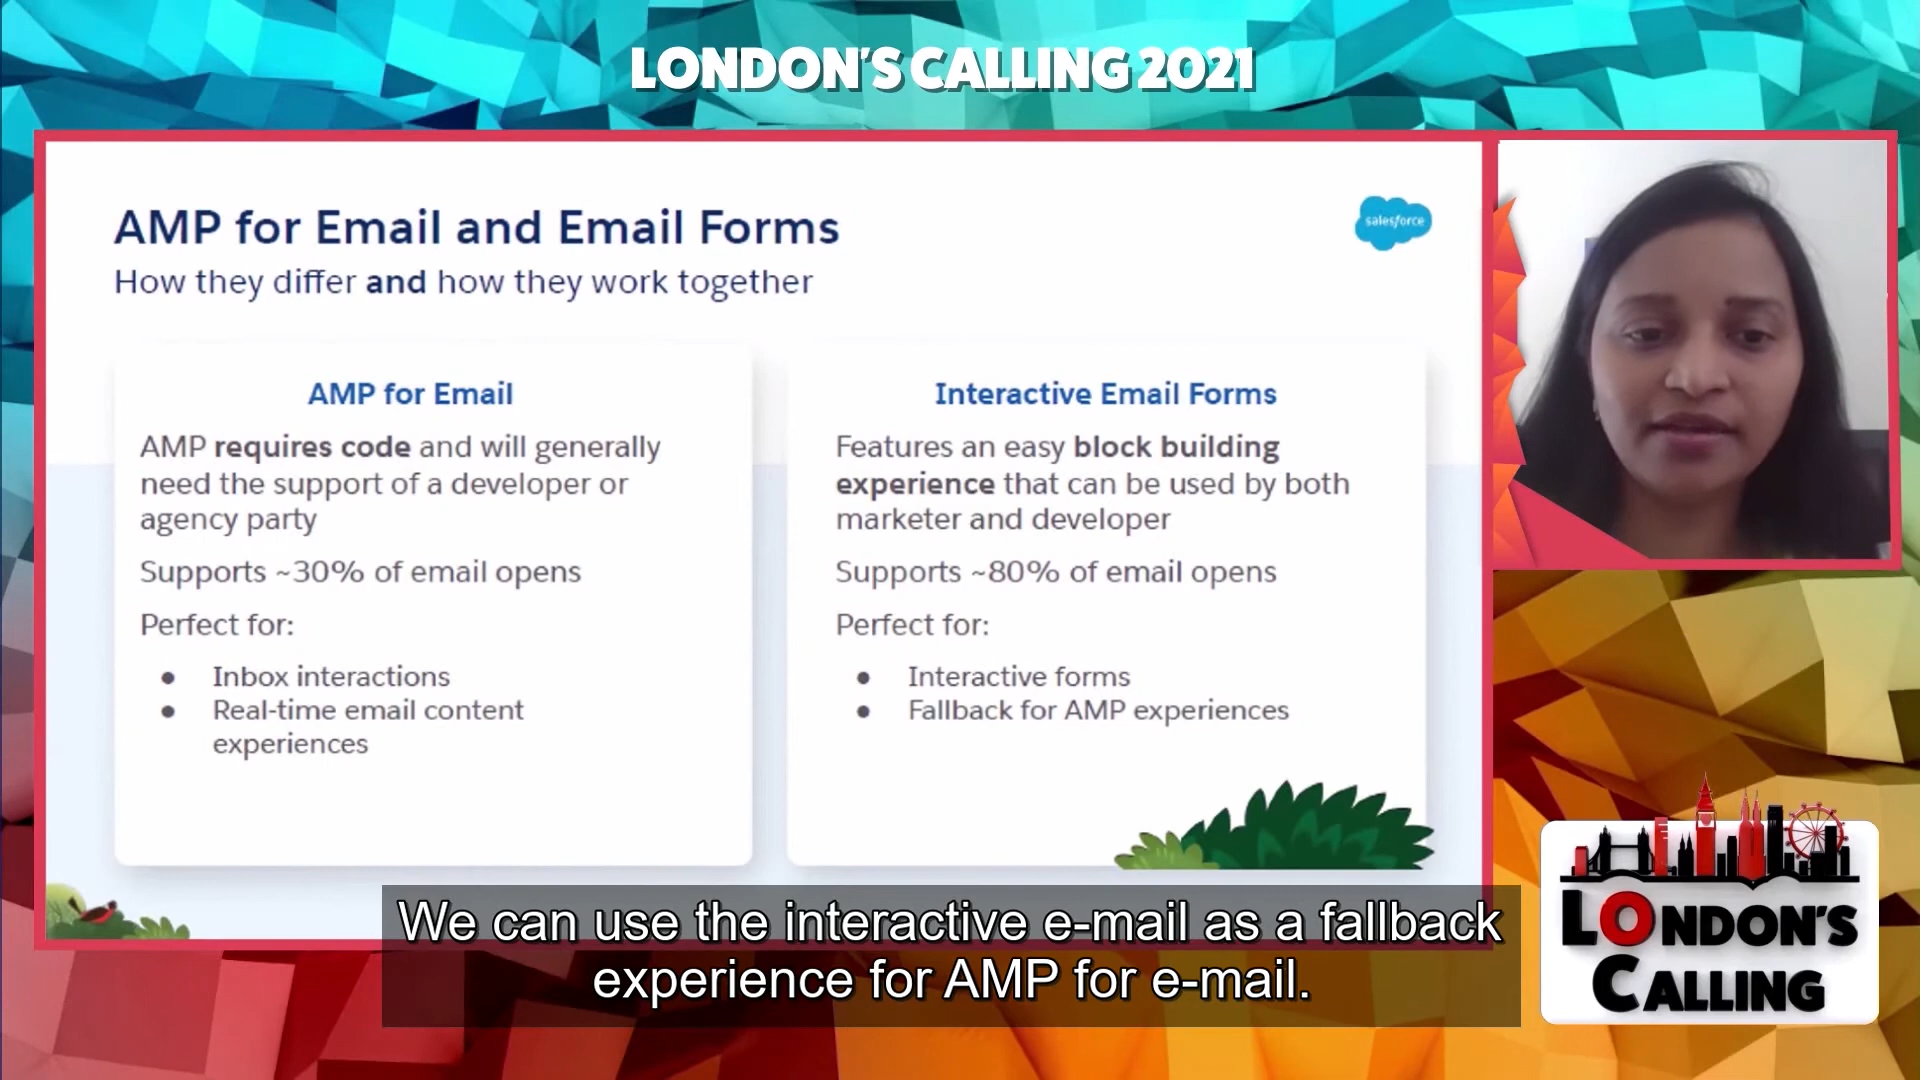 LONDON'S CALLING 2021
AMP for Email and Email Forms
How they differ and how they work together
salesforce
AMP for Email
AMP requires code and will generally
need the support of a developer or
agency party
Supports ~30% of email opens
Perfect for:
● Inbox interactions
● Real-time email content
experiences
Interactive Email Forms
Features an easy block building
experience that can be used by both
marketer and developer
Supports ~80% of email opens
Perfect for:
● Interactive forms
● Fallback for AMP experiences
We can use the interactive e-mail as a fallback
experience for AMP for e-mail.
LONDON'S
CALLING